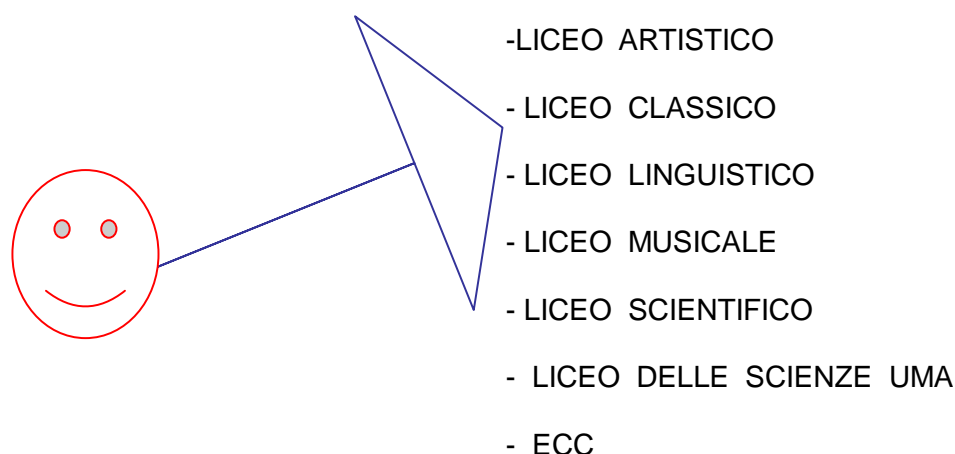 -LICEO ARTISTICO
- LICEO CLASSICO
- LICEO LINGUISTICO
- LICEO MUSICALE
- LICEO SCIENTIFICO
- LICEO DELLE SCIENZE UMA
- ECC